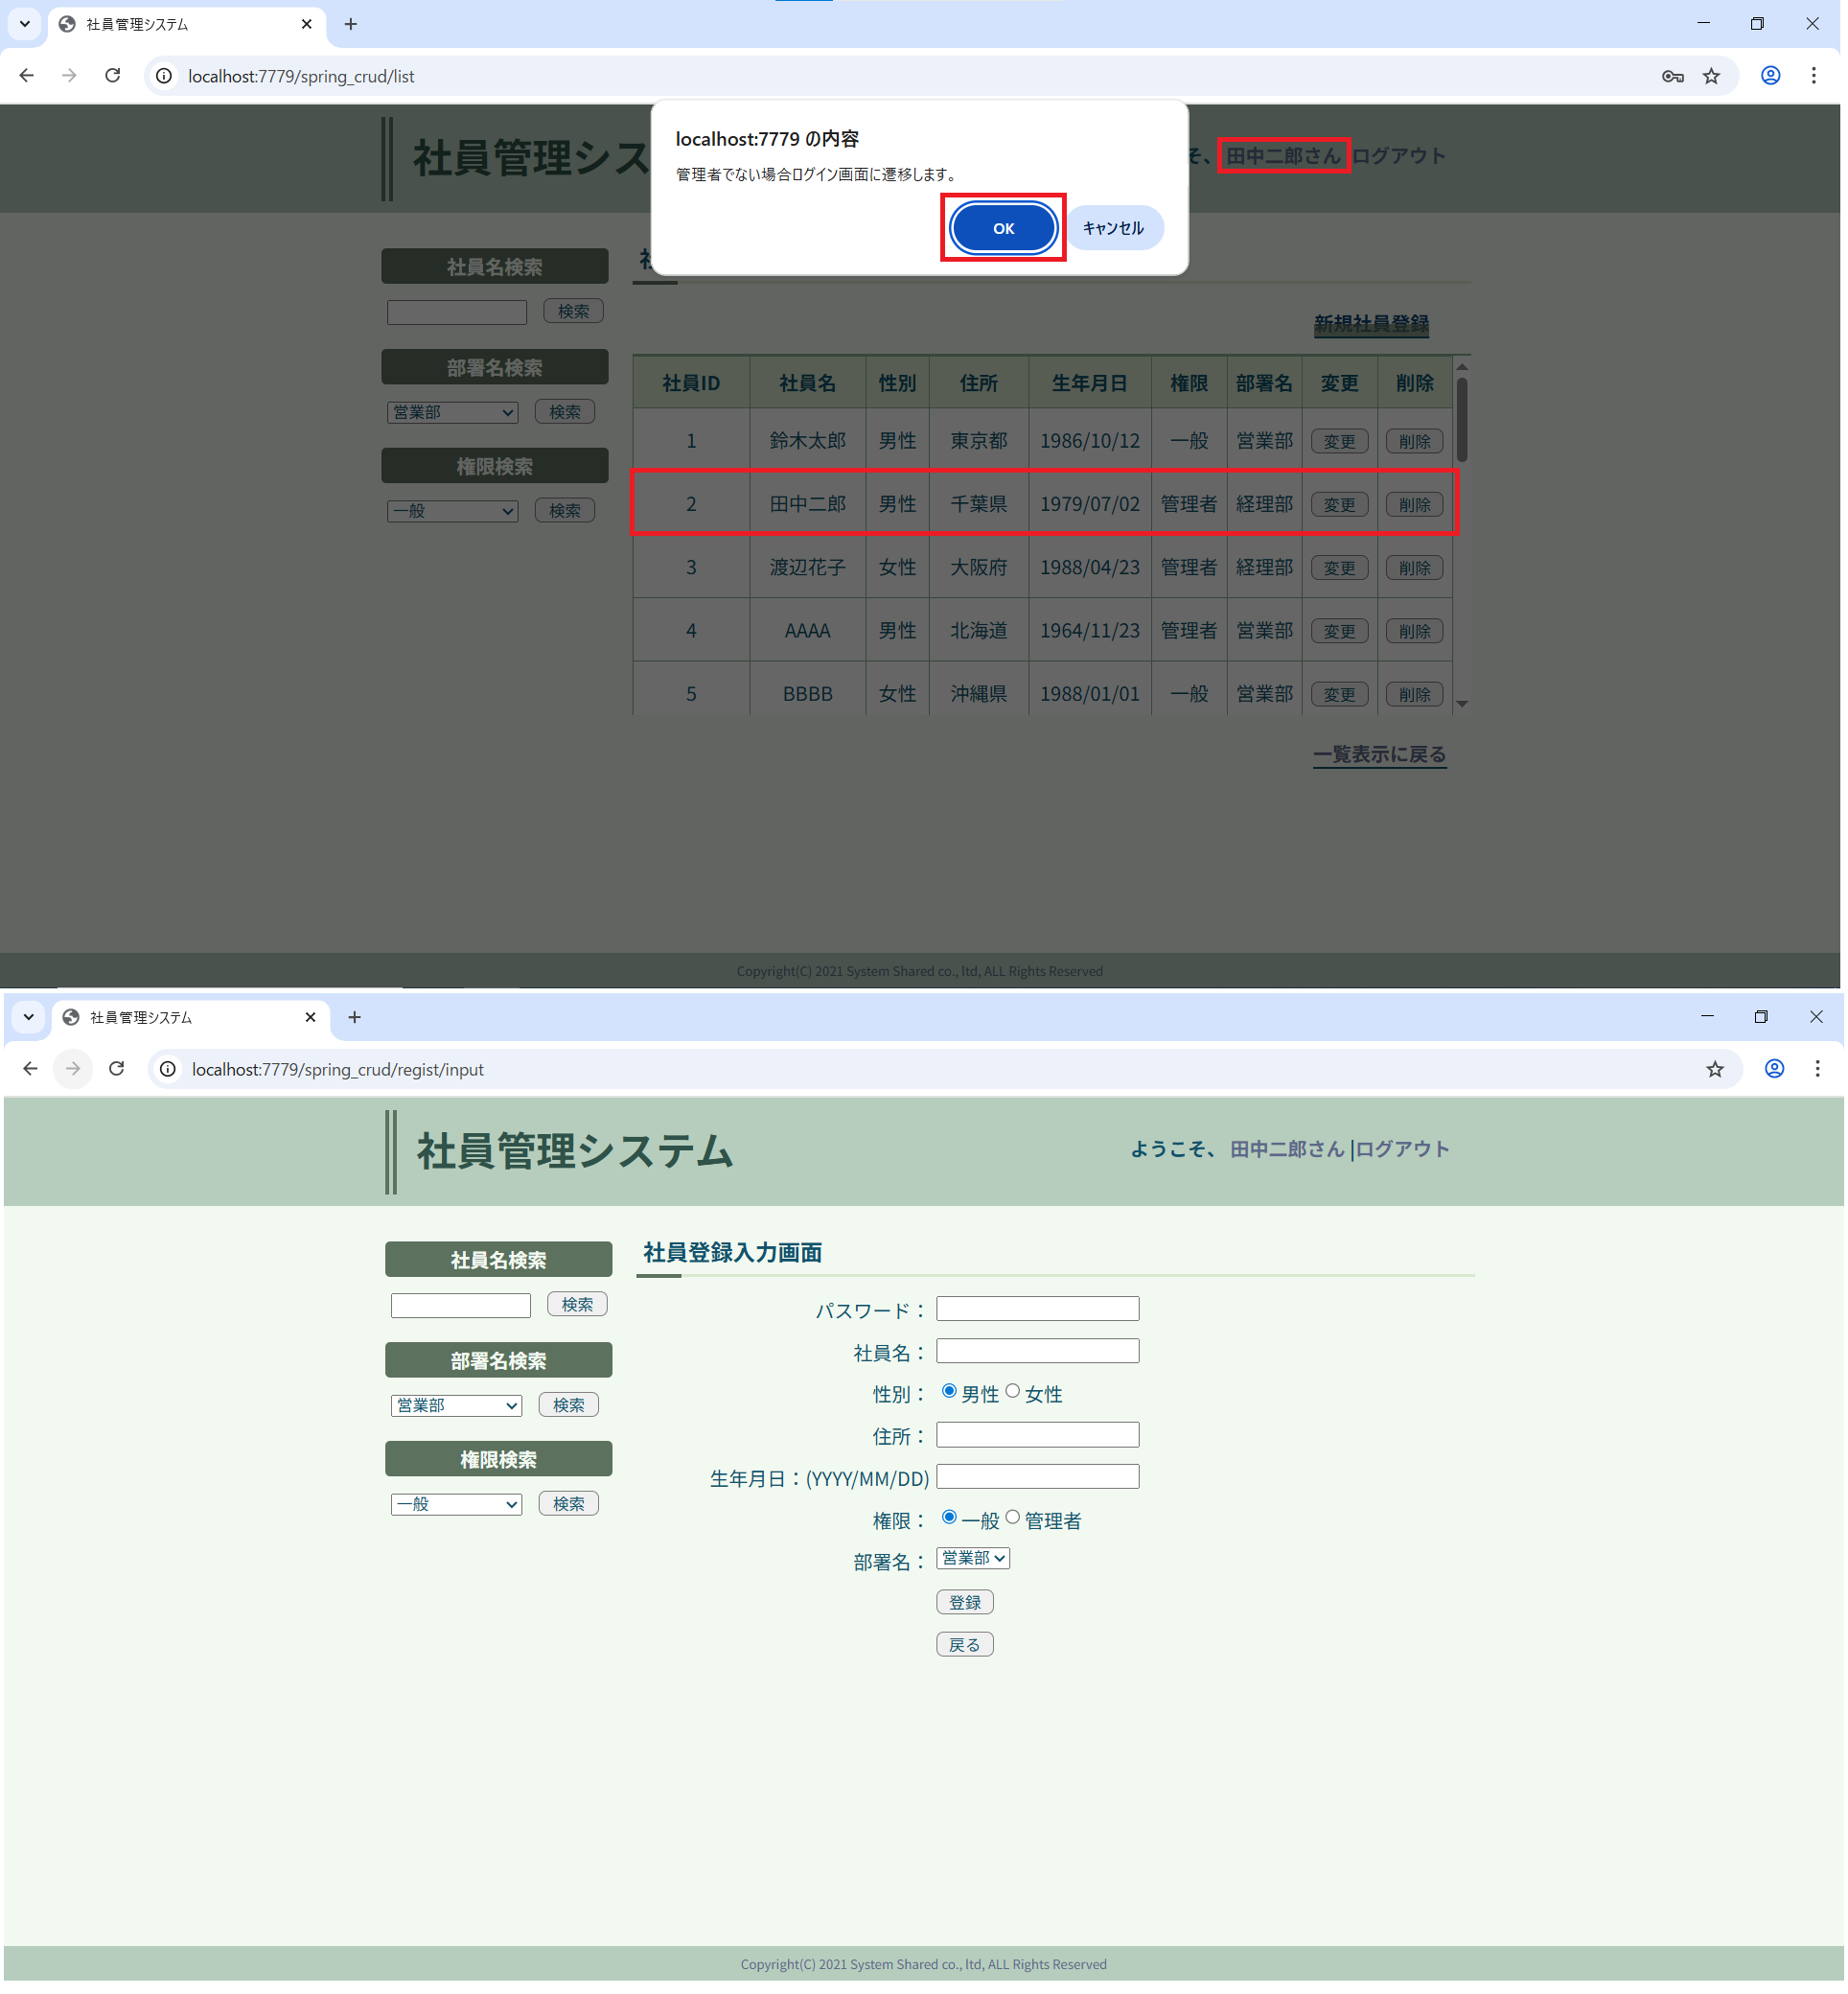 社員管理システム
localhost:7779/spring_crud/list
localhost:7779 の内容
管理者でない場合ログイン画面に遷移します。
OK
キャンセル
社員管理シス
そ、 田中二郎さん ログアウト
社員名検索
検索
部署名検索
営業部 検索
権限検索
一般 検索
新規社員登録
社員ID 社員名 性別 住所 生年月日 権限 部署名 変更 削除
1 鈴木太郎 男性 東京都 1986/10/12 一般 営業部 変更 削除
2 田中二郎 男性 千葉県 1979/07/02 管理者 経理部 変更 削除
3 渡辺花子 女性 大阪府 1988/04/23 管理者 経理部 変更 削除
4 AAAA 男性 北海道 1964/11/23 管理者 営業部 変更 削除
5 BBBB 女性 沖縄県 1988/01/01 一般 営業部 変更 削除
一覧表示に戻る
Copyright(C) 2021 System Shared co., ltd, ALL Rights Reserved
社員管理システム
localhost:7779/spring_crud/regist/input
社員管理システム
ようこそ、 田中二郎さん |ログアウト
社員名検索
検索
部署名検索
営業部 検索
権限検索
一般 検索
社員登録入力画面
パスワード：
社員名：
性別： 男性 女性
住所：
生年月日：(YYYY/MM/DD)
権限： 一般 管理者
部署名： 営業部
登録
戻る
Copyright(C) 2021 System Shared co., ltd, ALL Rights Reserved